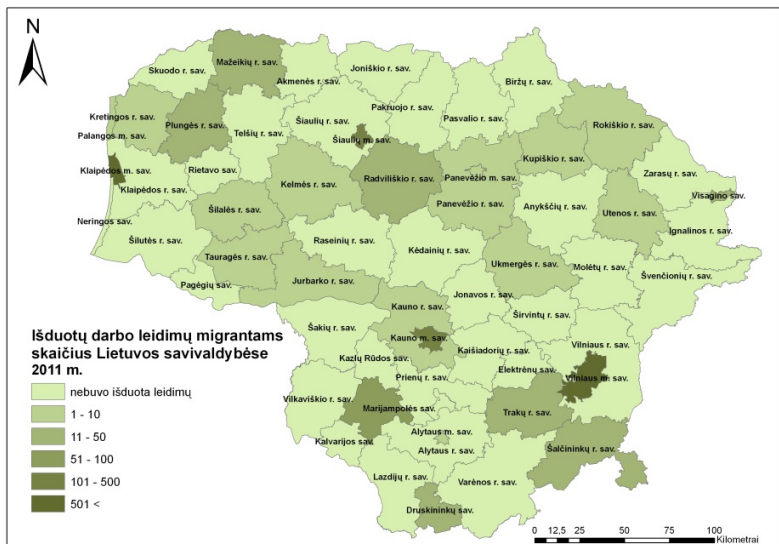 N
Mažeikių r. sav.
Skuodo r. sav.
Akmenės r. sav.
Joniškio r. sav.
Biržų r. sav.
Kretingos r. sav.
Plungės r. sav.
Telšių r. sav.
Šiaulių r. sav.
Pakruojo r. sav.
Pasvalio r. sav.
Rokiškio r. sav.
Palangos m. sav.
Šiaulių m. sav.
Kupiškio r. sav.
Klaipėdos m. sav.
Rietavo sav.
Kelmės r. sav.
Radviliškio r. sav.
Panevėžio m. sav.
Zarasų r. sav.
Klaipėdos r. sav.
Visagino sav.
Šilalės r. sav.
Panevėžio r. sav.
Anykščių r. sav.
Utenos r. sav.
Neringos sav.
Ignalinos r. sav.
Šilutės r. sav.
Raseinių r. sav.
Kėdainių r. sav.
Tauragės r. sav.
Ukmergės r. sav.
Molėtų r. sav.
Švenčionių r. sav.
Pagėgių sav.
Jurbarko r. sav.
Jonavos r. sav.
Kauno r. sav.
Širvintų r. sav.
Šakių r. sav.
Kauno m. sav.
Vilniaus r. sav.
Kazlų Rūdos sav.
Kaišiadorių r. sav.
Elektrėnų sav.
Prienų r. sav.
Vilniaus m. sav.
Vilkaviškio r. sav.
Marijampolės sav.
Trakų r. sav.
Kalvarijos sav.
Alytaus m. sav.
Alytaus r. sav.
Šalčininkų r. sav.
Lazdijų r. sav.
Varėnos r. sav.
Druskininkų sav.
Išduotų darbo leidimų migrantams
skaičius Lietuvos savivaldybėse
2011 m.
nebuvo išduota leidimų
1 - 10
11 - 50
51 - 100
101 - 500
501 <
0 12,5 25 50 75 100
Kilometrai